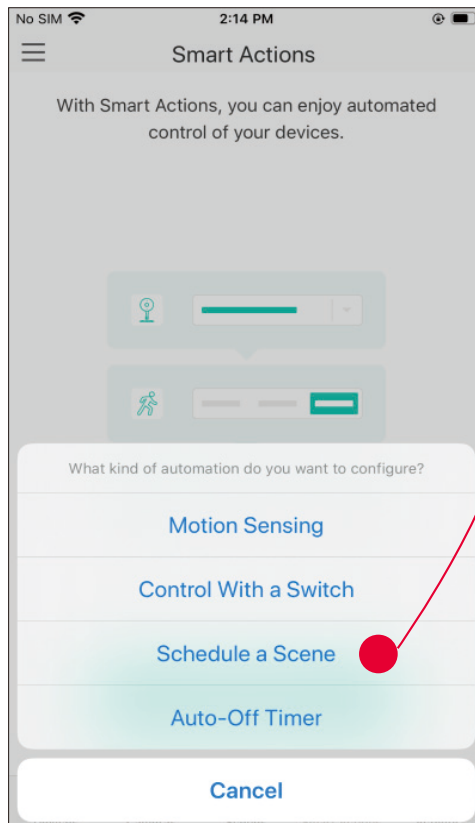 No SIM 2:14 PM
Smart Actions
With Smart Actions, you can enjoy automated
control of your devices.
What kind of automation do you want to configure?
Motion Sensing
Control With a Switch
Schedule a Scene
Auto-Off Timer
Cancel